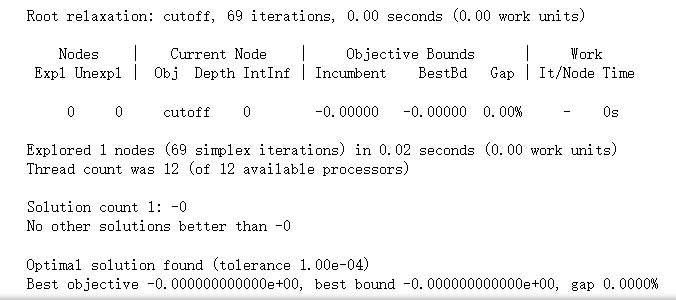 Root relaxation: cutoff, 69 iterations, 0.00 seconds (0.00 work units)
Nodes | Current Node | Objective Bounds | Work
Expl Unexpl | Obj Depth IntInf | Incumbent BestBd Gap | It/Node Time
0 0 cutoff 0 -0.00000 -0.00000 0.00% - 0s
Explored 1 nodes (69 simplex iterations) in 0.02 seconds (0.00 work units)
Thread count was 12 (of 12 available processors)
Solution count 1: -0
No other solutions better than -0
Optimal solution found (tolerance 1.00e-04)
Best objective -0.000000000000e+00, best bound -0.000000000000e+00, gap 0.0000%